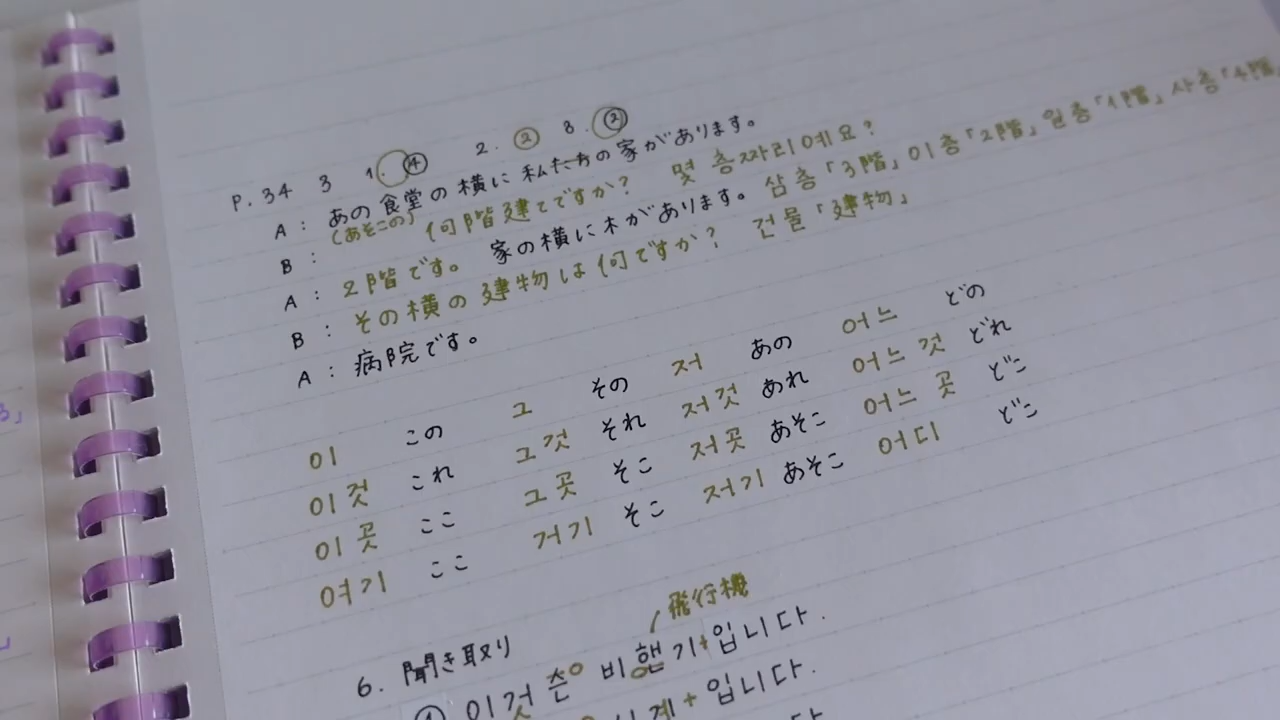 P.34 3 1. ④ 2. ② 3. ②
A: あの食堂の横に私たちの家があります。
(あそこの)
B: 何階建てですか? 몇 층짜리예요?
A: 2階です。 家の横に木があります。 삼층「3階」이층「2階」일층「1階」사층「4階
B: その横の建物は何ですか? 건물「建物」
A: 病院です。
이 この 그 その 저 あの 어느 どの
이것 これ 그것 それ 저것 あれ 어느 것 どれ
이곳 ここ 그곳 そこ 저곳 あそこ 어느 곳 どこ
여기 ここ 거기 そこ 저기 あそこ 어디 どこ
飛行機
6. 聞き取り
① 이것은 비행기+입니다.
계+입니다.